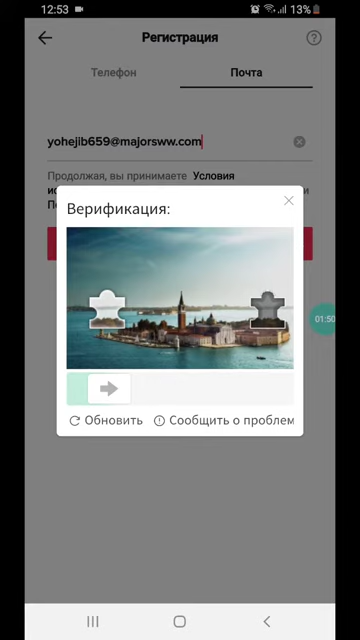 12:53
13%
Регистрация
Телефон
Почта
yohejib659@majorsww.com
Продолжая, вы принимаете Условия
Верификация:
01:50
Обновить
Сообщить о проблем